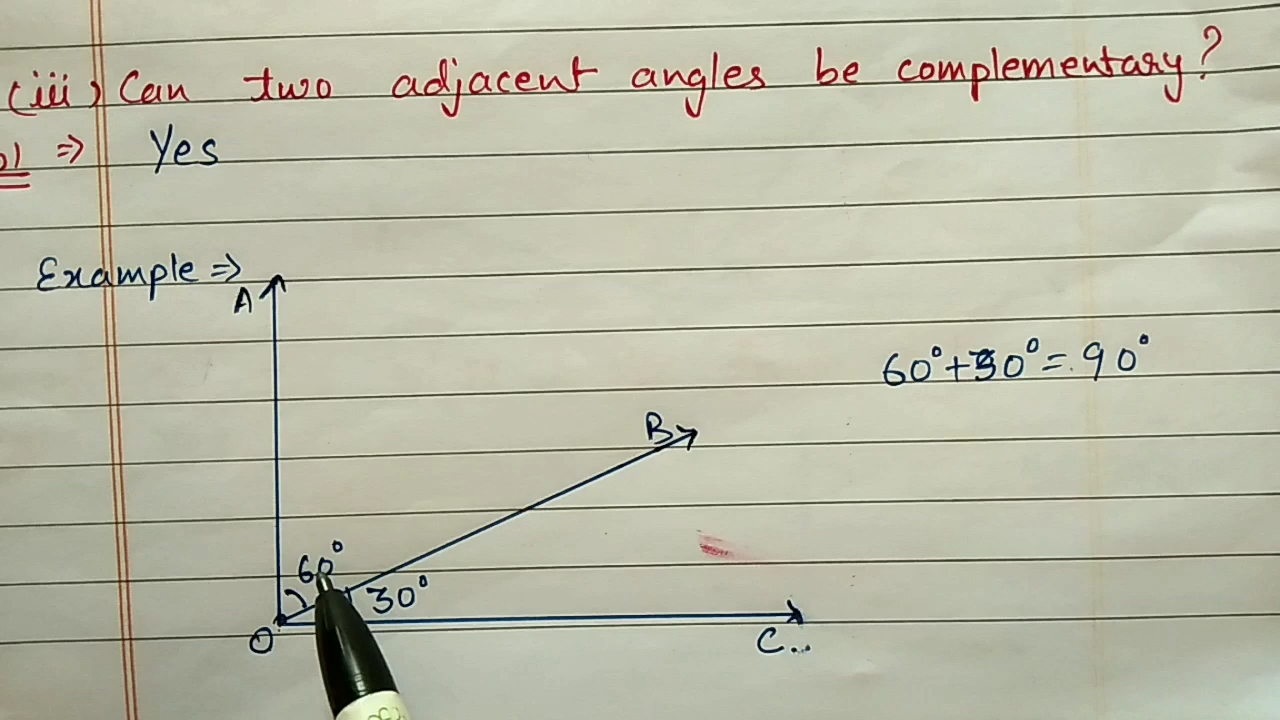 (iii) Can two adjacent angles be complementary?
⇒ Yes
Example ⇒
A
60°+30°=90°
B
60°
30°
O
C..